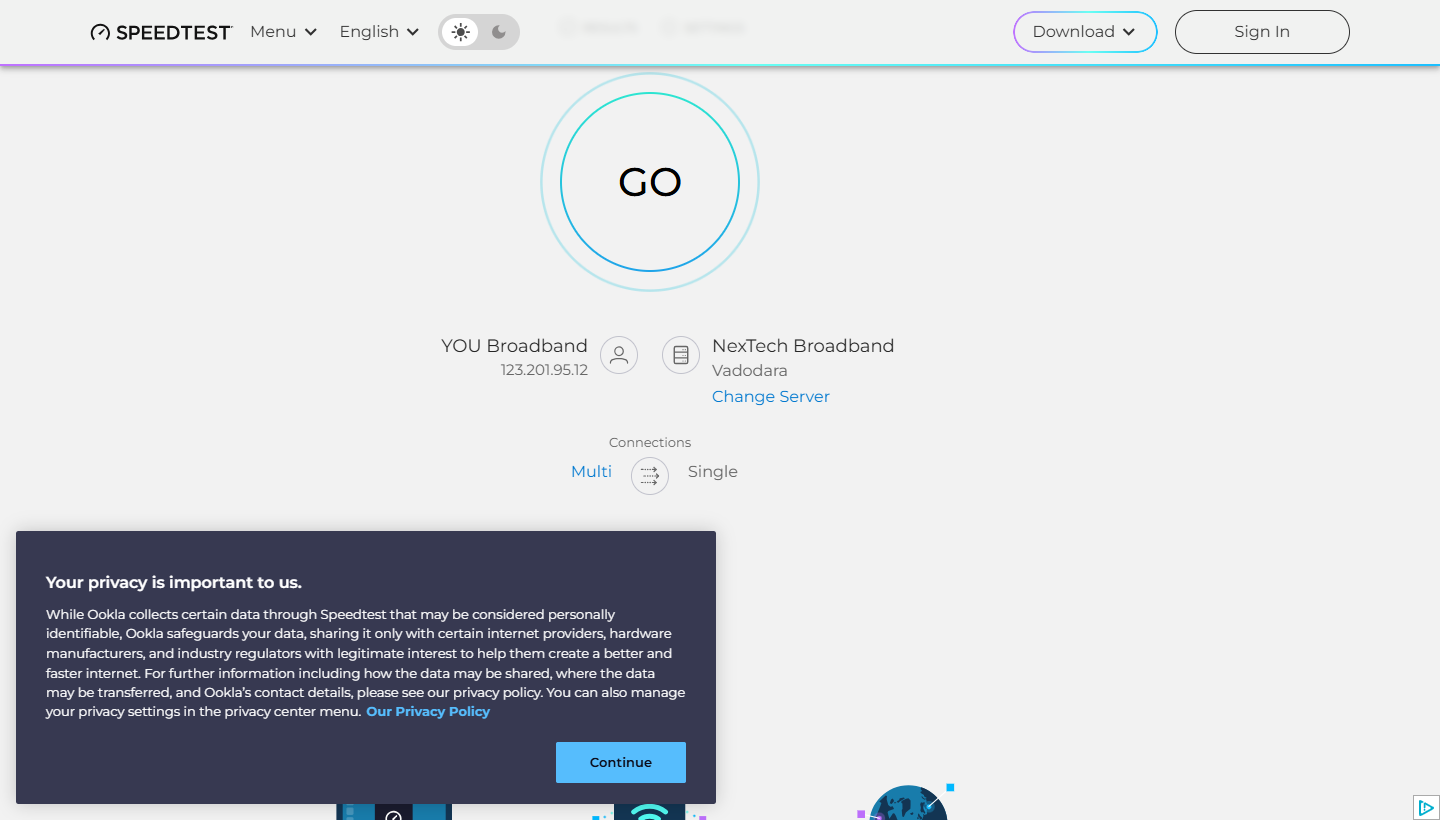 SPEEDTEST Menu English Download Sign In
GO
YOU Broadband
123.201.95.12
NexTech Broadband
Vadodara
Change Server
Connections
Multi Single
Your privacy is important to us.
While Ookla collects certain data through Speedtest that may be considered personally
identifiable, Ookla safeguards your data, sharing it only with certain internet providers, hardware
manufacturers, and industry regulators with legitimate interest to help them create a better and
faster internet. For further information including how the data may be shared, where the data
may be transferred, and Ookla's contact details, please see our privacy policy. You can also manage
your privacy settings in the privacy center menu. Our Privacy Policy
Continue